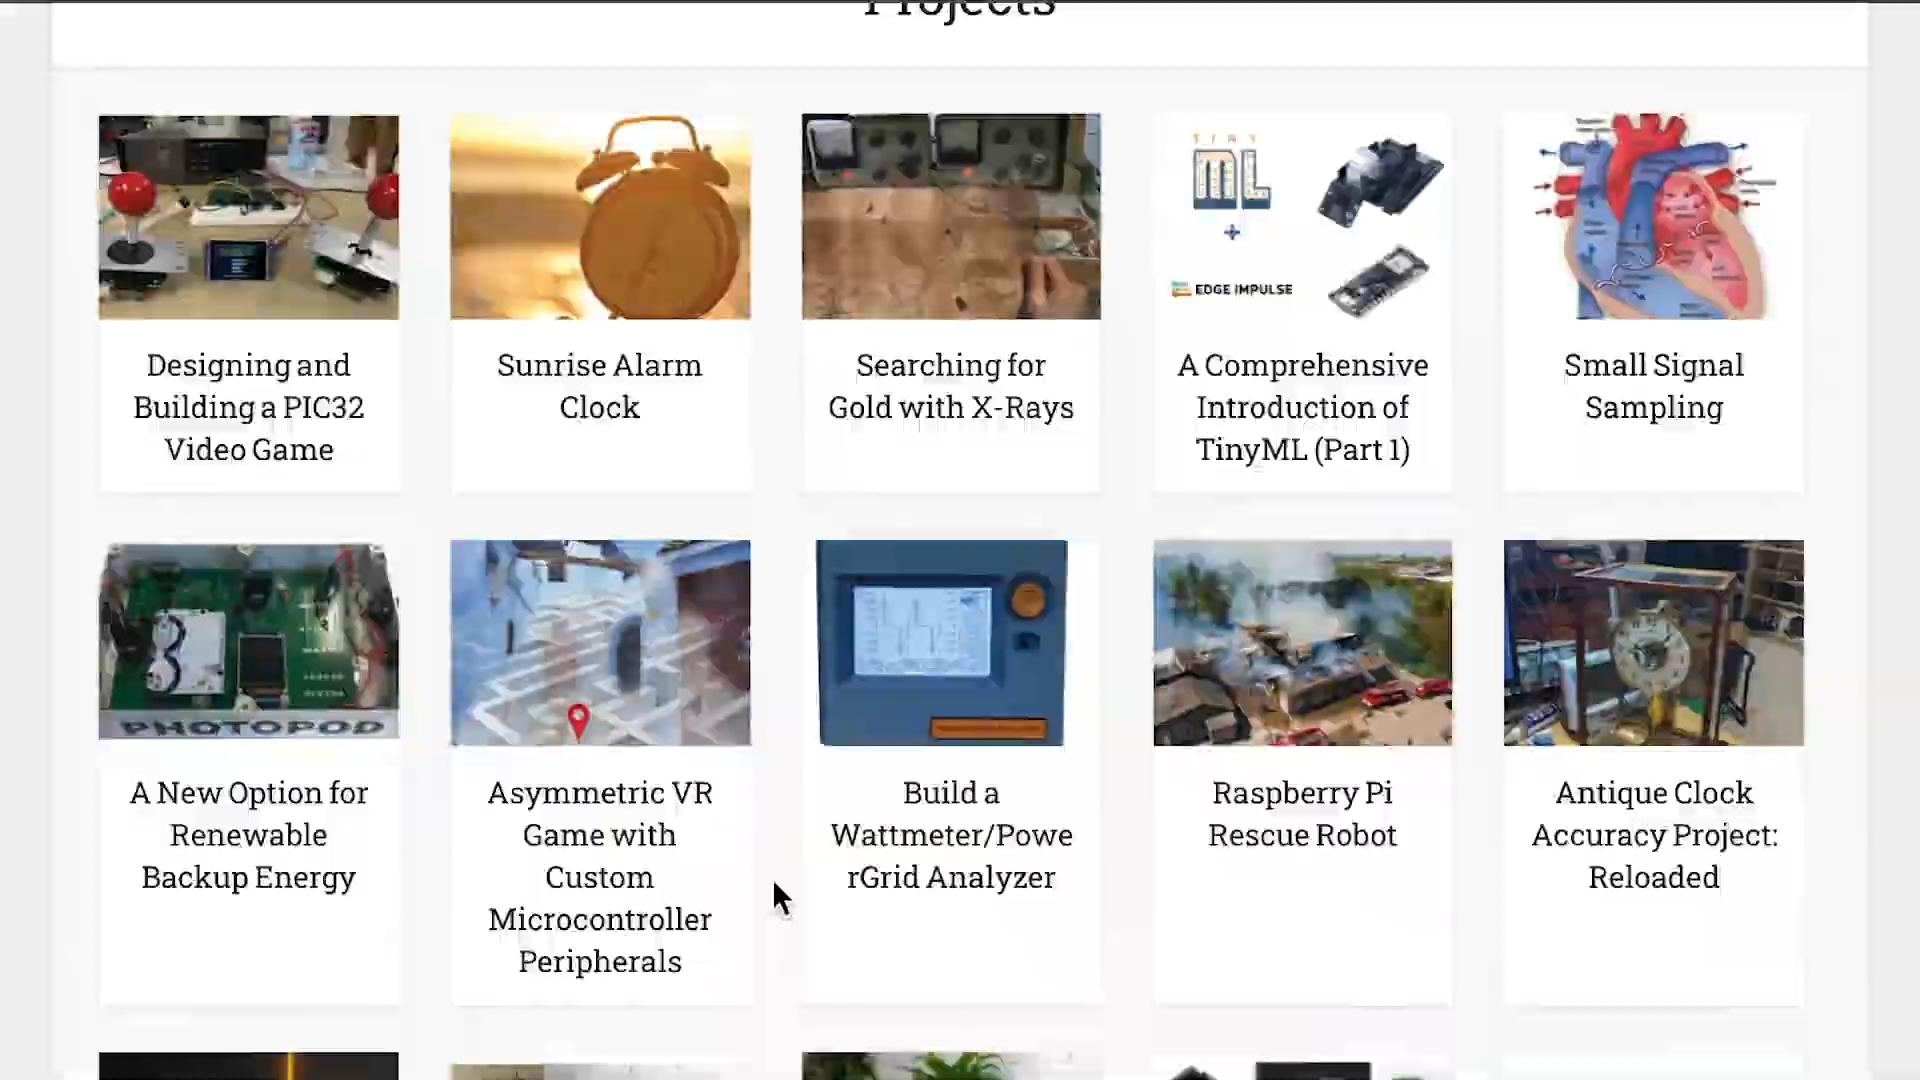 Projects
TINY
ML
+
EDGE IMPULSE
Designing and
Building a PIC32
Video Game
Sunrise Alarm
Clock
Searching for
Gold with X-Rays
A Comprehensive
Introduction of
TinyML (Part 1)
Small Signal
Sampling
PHOTOPOD
A New Option for
Renewable
Backup Energy
Asymmetric VR
Game with
Custom
Microcontroller
Peripherals
Build a
Wattmeter/Powe
rGrid Analyzer
Raspberry Pi
Rescue Robot
Antique Clock
Accuracy Project:
Reloaded